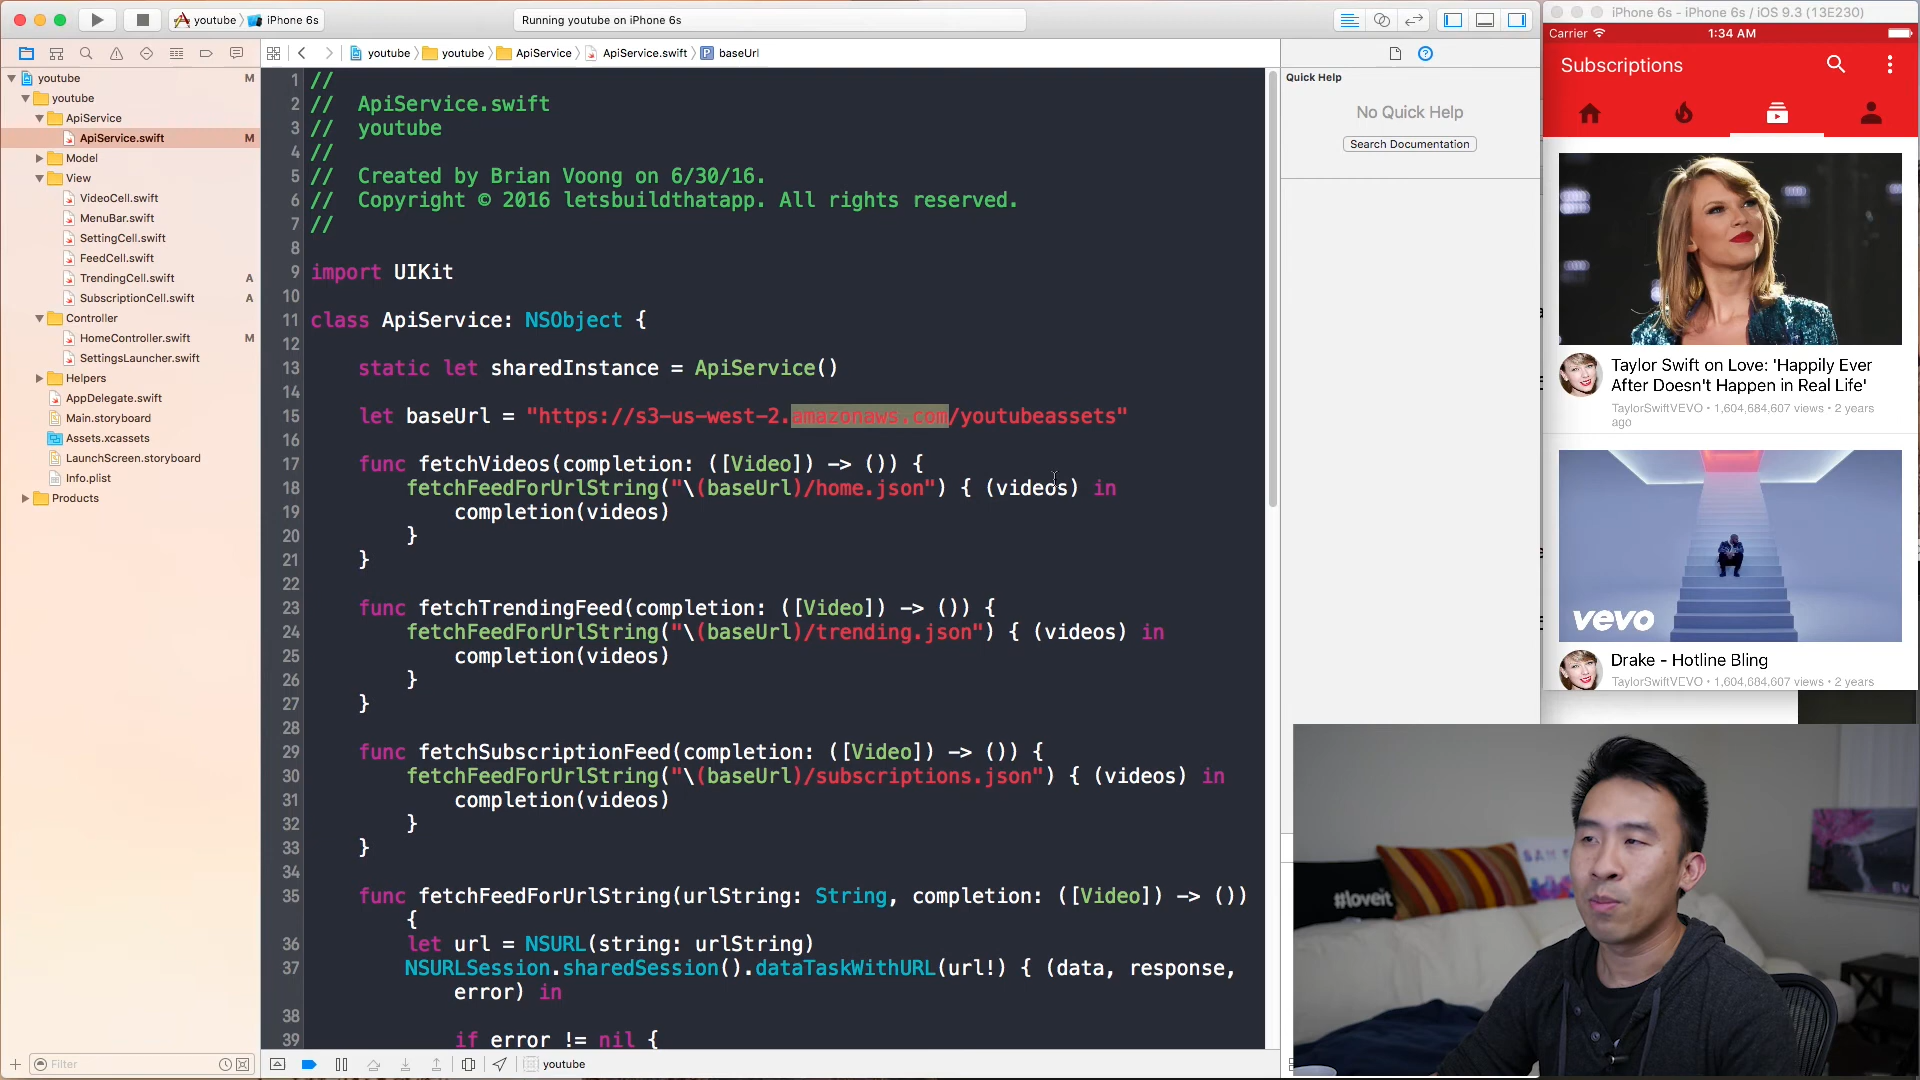 youtube
iPhone 6s
Running youtube on iPhone 6s
youtube
youtube
ApiService
ApiService.swift
baseUrl
youtube M
youtube
ApiService
ApiService.swift M
Model
View
VideoCell.swift
MenuBar.swift
SettingCell.swift
FeedCell.swift
TrendingCell.swift A
SubscriptionCell.swift A
Controller
HomeController.swift M
SettingsLauncher.swift
Helpers
AppDelegate.swift
Main.storyboard
Assets.xcassets
LaunchScreen.storyboard
Info.plist
Products
Filter
1 //
2 // ApiService.swift
3 // youtube
4 //
5 // Created by Brian Voong on 6/30/16.
6 // Copyright © 2016 letsbuildthatapp. All rights reserved.
7 //
8
9 import UIKit
10
11 class ApiService: NSObject {
12
13 static let sharedInstance = ApiService()
14
15 let baseUrl = "https://s3-us-west-2.amazonaws.com/youtubeassets"
16
17 func fetchVideos(completion: ([Video]) -> ()) {
18 fetchFeedForUrlString("\(baseUrl)/home.json") { (videos) in
19 completion(videos)
20 }
21 }
22
23 func fetchTrendingFeed(completion: ([Video]) -> ()) {
24 fetchFeedForUrlString("\(baseUrl)/trending.json") { (videos) in
25 completion(videos)
26 }
27 }
28
29 func fetchSubscriptionFeed(completion: ([Video]) -> ()) {
30 fetchFeedForUrlString("\(baseUrl)/subscriptions.json") { (videos) in
31 completion(videos)
32 }
33 }
34
35 func fetchFeedForUrlString(urlString: String, completion: ([Video]) -> ())
{
36 let url = NSURL(string: urlString)
37 NSURLSession.sharedSession().dataTaskWithURL(url!) { (data, response,
error) in
38
39 if error != nil {
youtube
Quick Help
No Quick Help
Search Documentation
iPhone 6s - iPhone 6s / iOS 9.3 (13E230)
Carrier 1:34 AM
Subscriptions
Taylor Swift on Love: 'Happily Ever
After Doesn't Happen in Real Life'
TaylorSwiftVEVO • 1,604,684,607 views • 2 years
ago
vevo
Drake - Hotline Bling
TaylorSwiftVEVO • 1,604,684,607 views • 2 years
#loveit